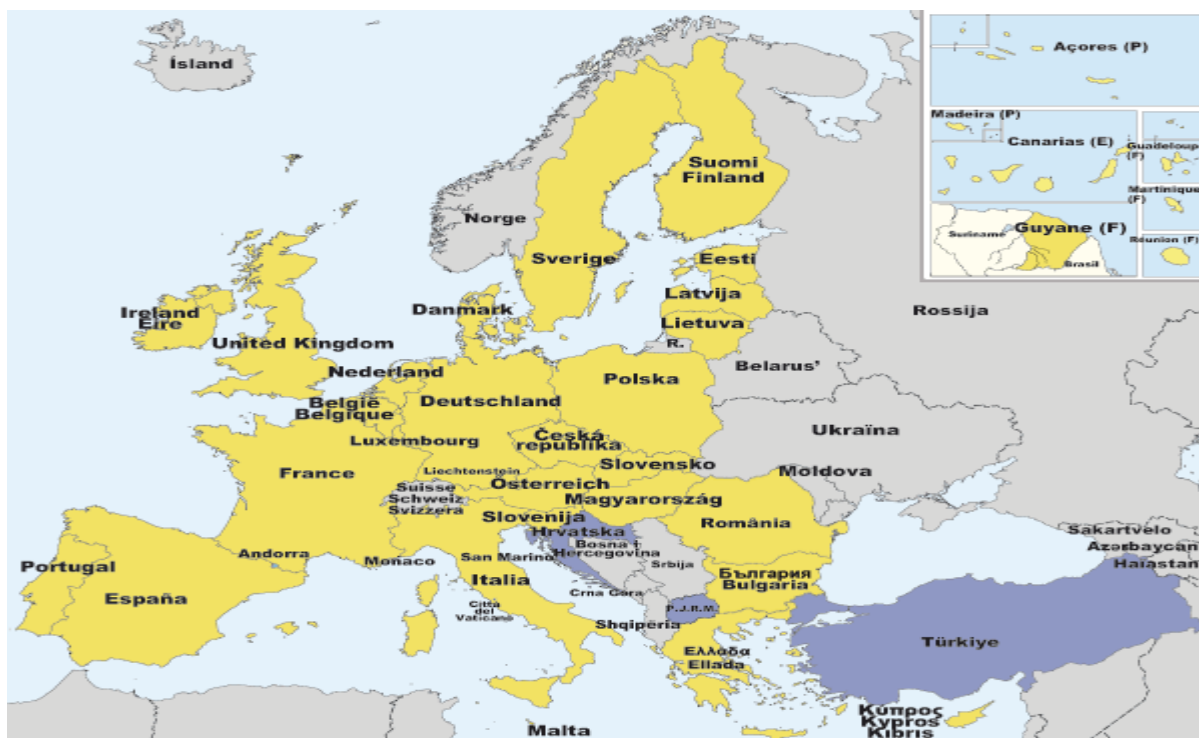 Ísland
Açores (P)
Madeira (P)
Canarias (E)
Guadeloupe
(F)
Martinique
(F)
Guyane (F)
Suriname
Brasil
Réunion (F)
Suomi
Finland
Norge
Sverige
Eesti
Latvija
Lietuva
R.
Rossija
Danmark
Ireland
Eire
United Kingdom
Nederland
België
Belgique
Deutschland
Polska
Belarus'
Luxembourg
Česká
republika
Ukraïna
France
Liechtenstein
Slovensko
Moldova
Suisse
Schweiz
Svizzera
Österreich
Magyarország
Slovenija
România
Hrvatska
Bosna i
Hercegovina
Sakartvelo
Azərbaycan
Haïastan
Andorra
Monaco
San Marino
Srbija
Portugal
España
Italia
Crna Gora
България
Bulgaria
Città
del
Vaticano
P.J.R.M.
Shqipëria
Türkiye
Ελλάδα
Ellada
Malta
Κύπρος
Kypros
Kıbrıs